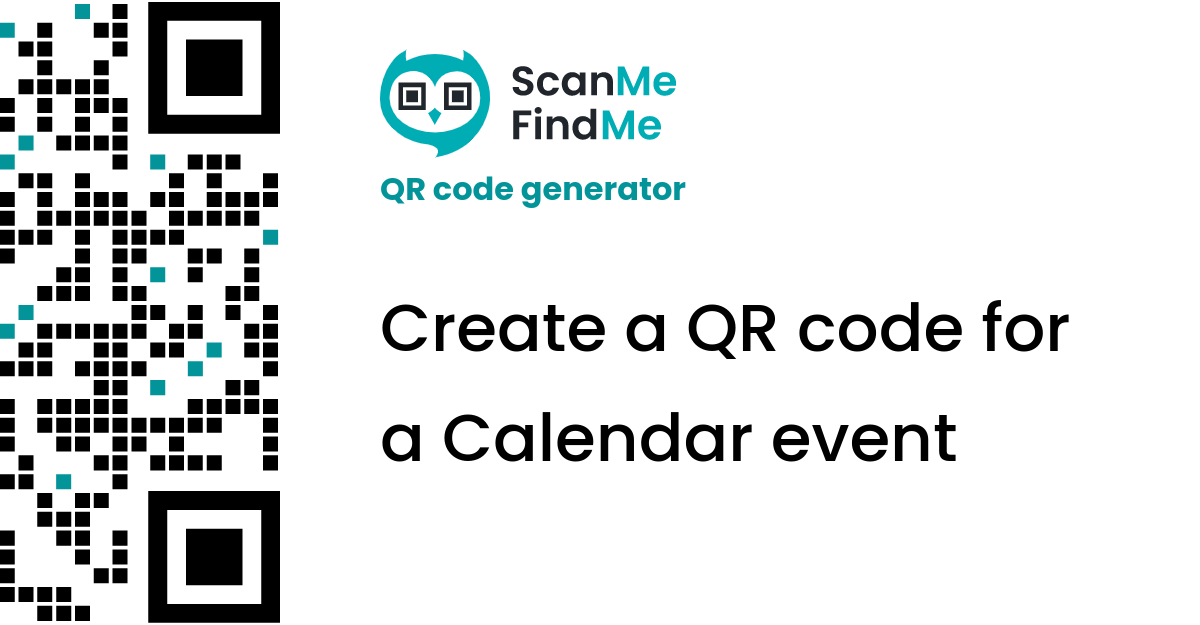 ScanMe
FindMe
QR code generator
Create a QR code for
a Calendar event